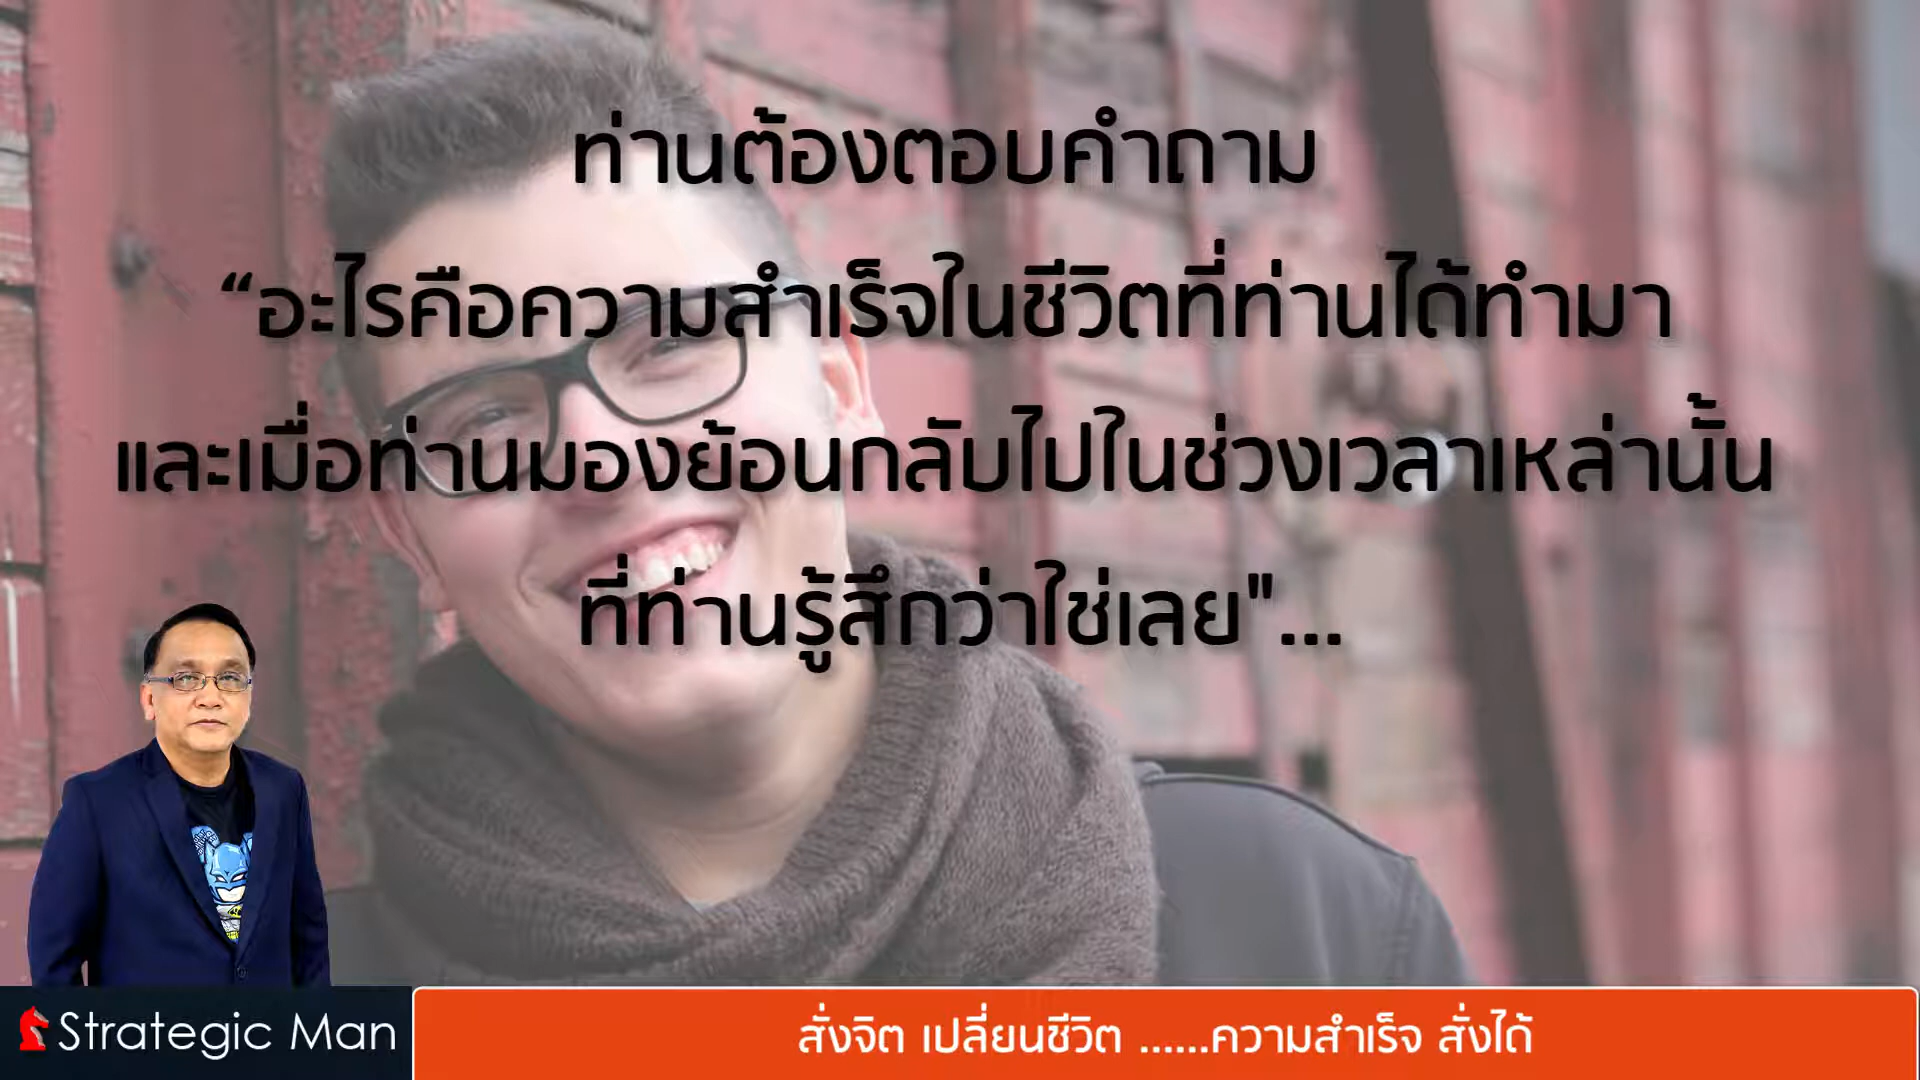 ท่านต้องตอบคำถาม
“อะไรคือความสำเร็จในชีวิตที่ท่านได้ทำมา
และเมื่อท่านมองย้อนกลับไปในช่วงเวลาเหล่านั้น
ที่ท่านรู้สึกว่าใช่เลย"...
Strategic Man
สั่งจิต เปลี่ยนชีวิต ......ความสำเร็จ สั่งได้